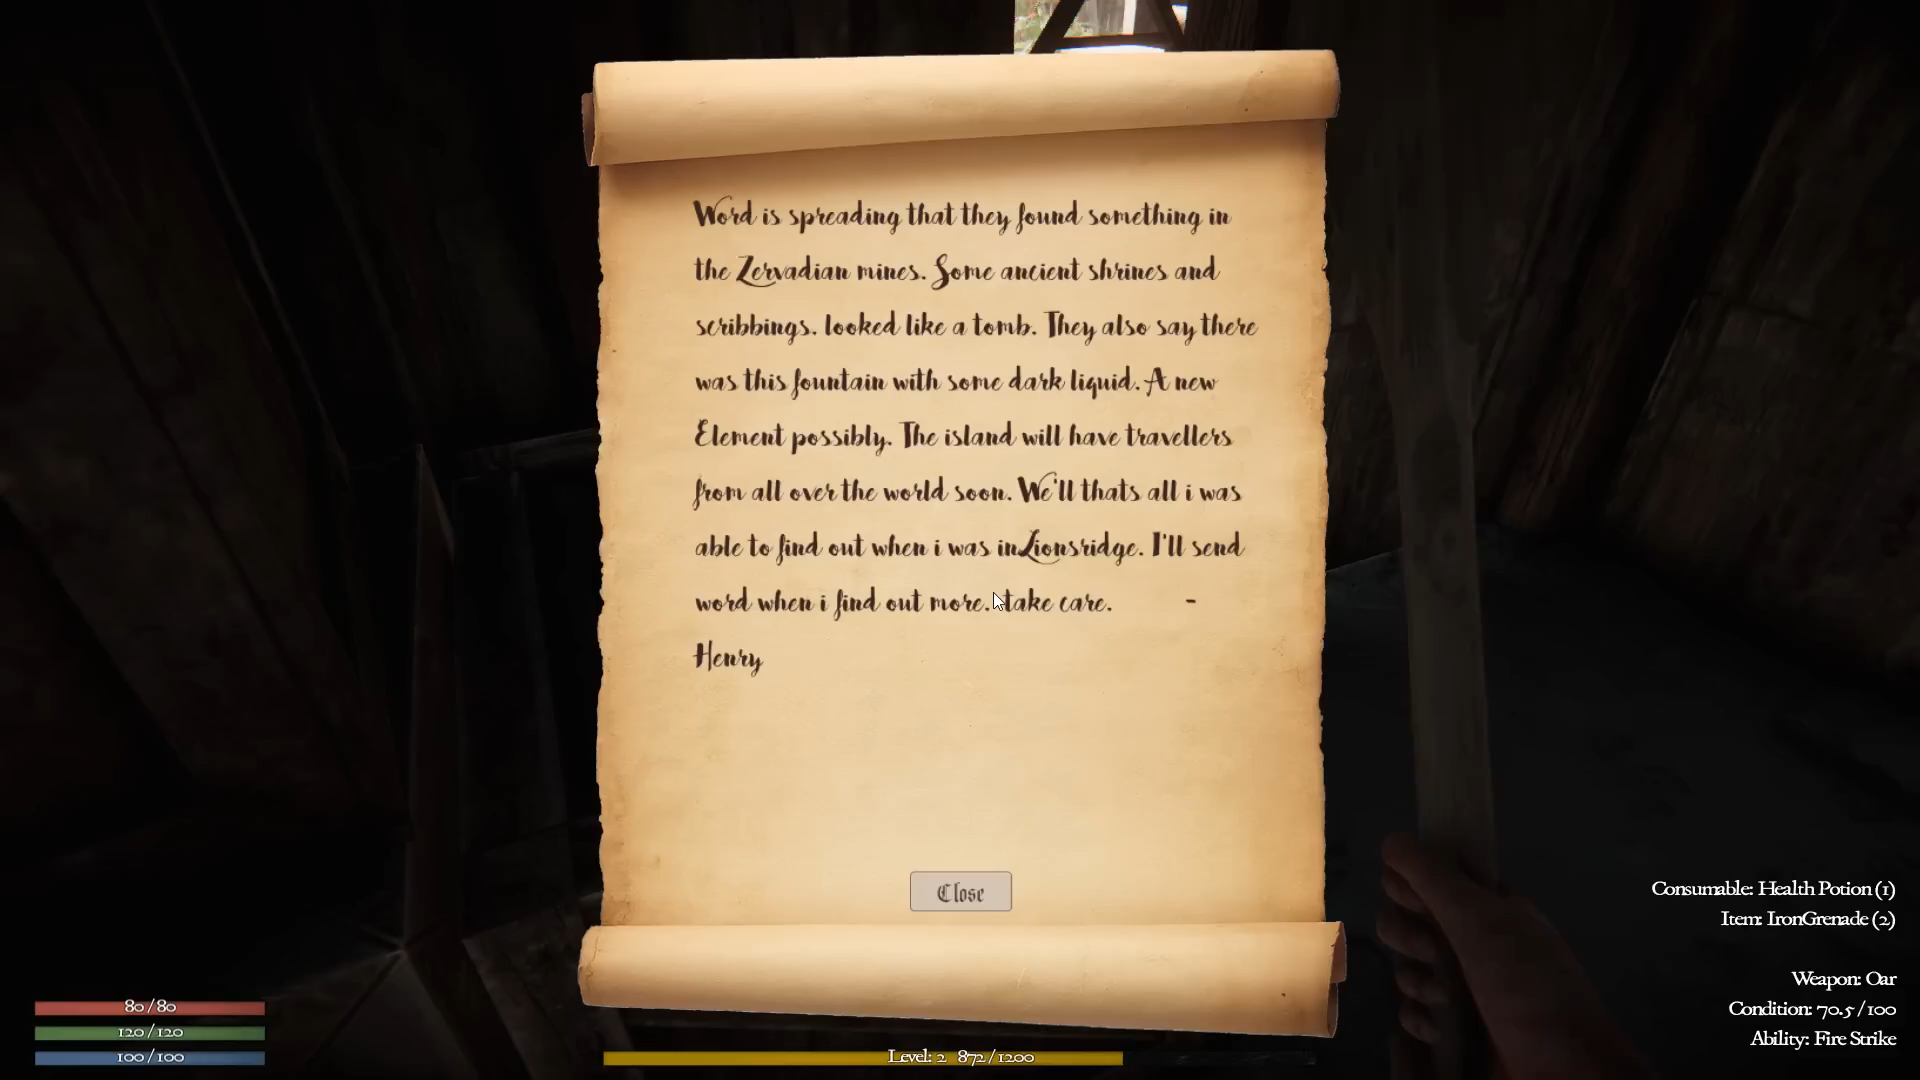 Word is spreading that they found something in
the Zervadian mines. Some ancient shrines and
scribbings. looked like a tomb. They also say there
was this fountain with some dark liquid. A new
Element possibly. The island will have travellers
from all over the world soon. We'll thats all i was
able to find out when i was inLionsridge. I'll send
word when i find out more. take care. -
Henry
Close
Consumable: Health Potion (1)
Item: IronGrenade (2)
Weapon: Oar
Condition: 70.5/100
Ability: Fire Strike
80/80
120/120
100/100
Level: 2 872/1200